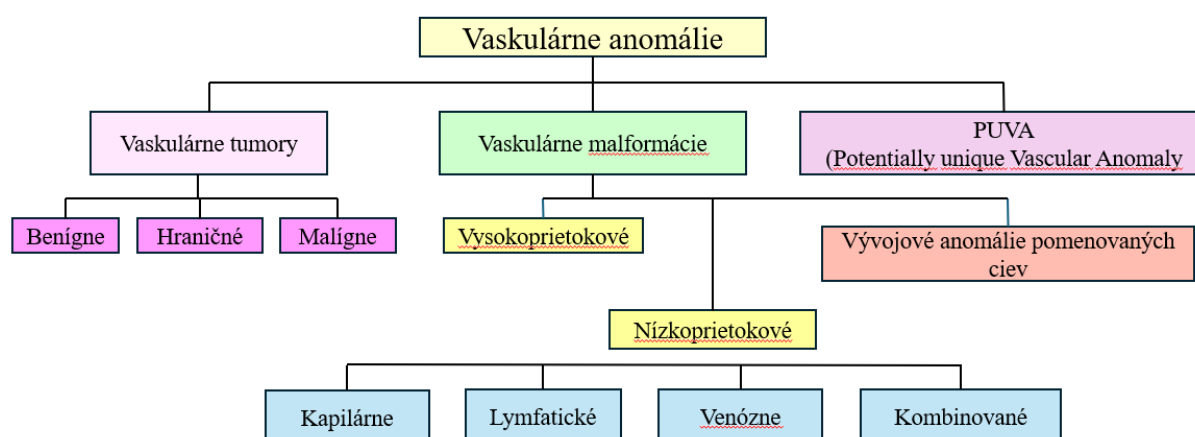 Vaskulárne anomálie
Vaskulárne tumory
Vaskulárne malformácie
PUVA
(Potentially unique Vascular Anomaly
Benígne
Hraničné
Malígne
Vysokoprietokové
Vývojové anomálie pomenovaných
ciev
Nízkoprietokové
Kapilárne
Lymfatické
Venózne
Kombinované